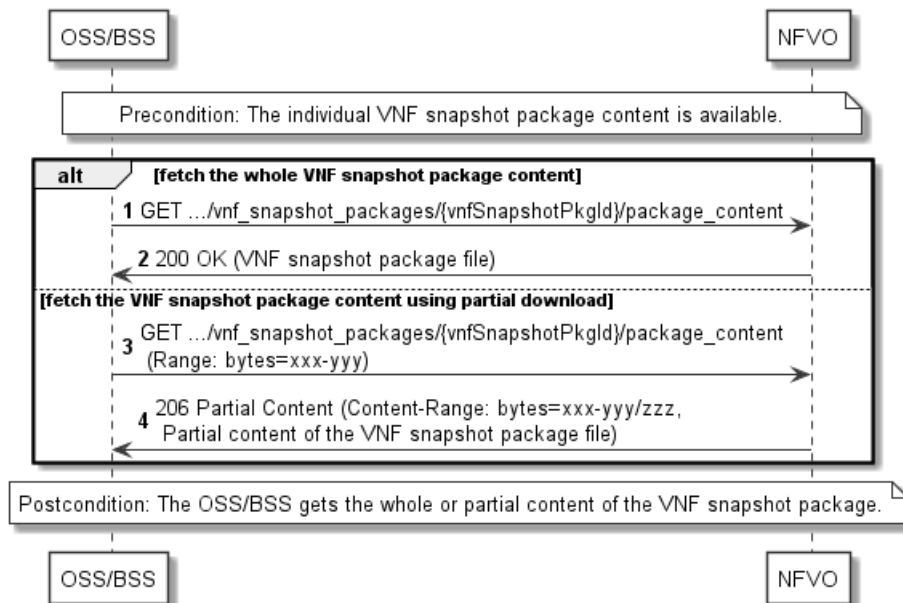 OSS/BSS
NFVO
Precondition: The individual VNF snapshot package content is available.
alt
[fetch the whole VNF snapshot package content]
1 GET .../vnf_snapshot_packages/{vnfSnapshotPkgId}/package_content
2 200 OK (VNF snapshot package file)
[fetch the VNF snapshot package content using partial download]
3 GET .../vnf_snapshot_packages/{vnfSnapshotPkgId}/package_content
(Range: bytes=xxx-yyy)
4 206 Partial Content (Content-Range: bytes=xxx-yyy/zzz,
Partial content of the VNF snapshot package file)
Postcondition: The OSS/BSS gets the whole or partial content of the VNF snapshot package.
OSS/BSS
NFVO